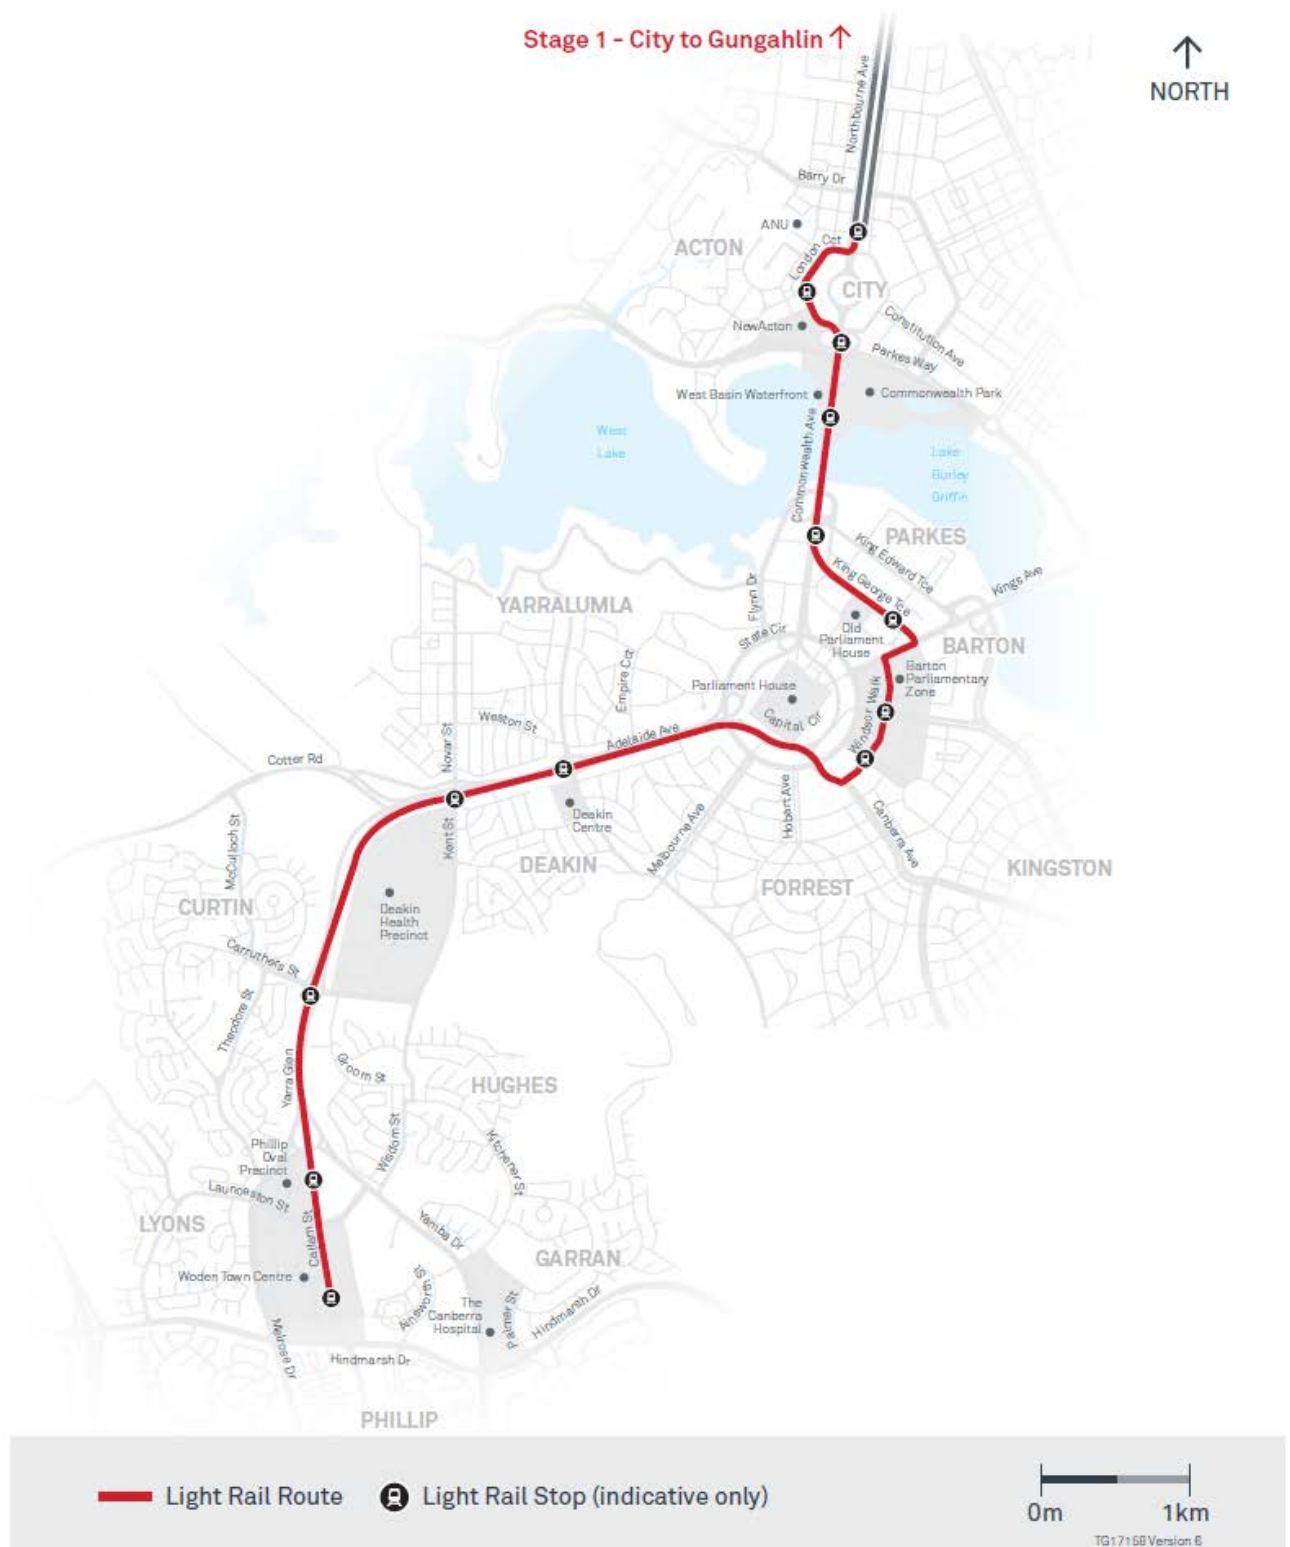 Stage 1 - City to Gungahlin ↑
NORTH
Northbourne Ave
Barry Dr
ANU
ACTON
London Cct
CITY
NewActon
Constitution Ave
Parkes Way
West Basin Waterfront
Commonwealth Park
Commonwealth Ave
West
Lake
Lake
Burley
Griffin
PARKES
King Edward Tce
Kings Ave
King George Tce
Flynn Dr
YARRALUMLA
State Cir
Old
Parliament
House
BARTON
Barton
Parliamentary
Zone
Empire Cct
Parliament House
Capital Cir
Windsor Walk
Weston St
Adelaide Ave
Novar St
Cotter Rd
Hobart Ave
Melbourne Ave
Canberra Ave
Deakin
Centre
McCulloch St
Kent St
DEAKIN
KINGSTON
FORREST
CURTIN
Deakin
Health
Precinct
Carruthers St
Theodore St
Yarra Glen
Groom St
HUGHES
Wisdom St
Kitchener St
Phillip
Oval
Precinct
Launceston St
LYONS
Callam St
Yamba Dr
GARRAN
Woden Town Centre
Ainsworth St
The
Canberra
Hospital
Palmer St
Hindmarsh Dr
Melrose Dr
Hindmarsh Dr
PHILLIP
Light Rail Route
Light Rail Stop (indicative only)
0m
1km
TG17158 Version 6